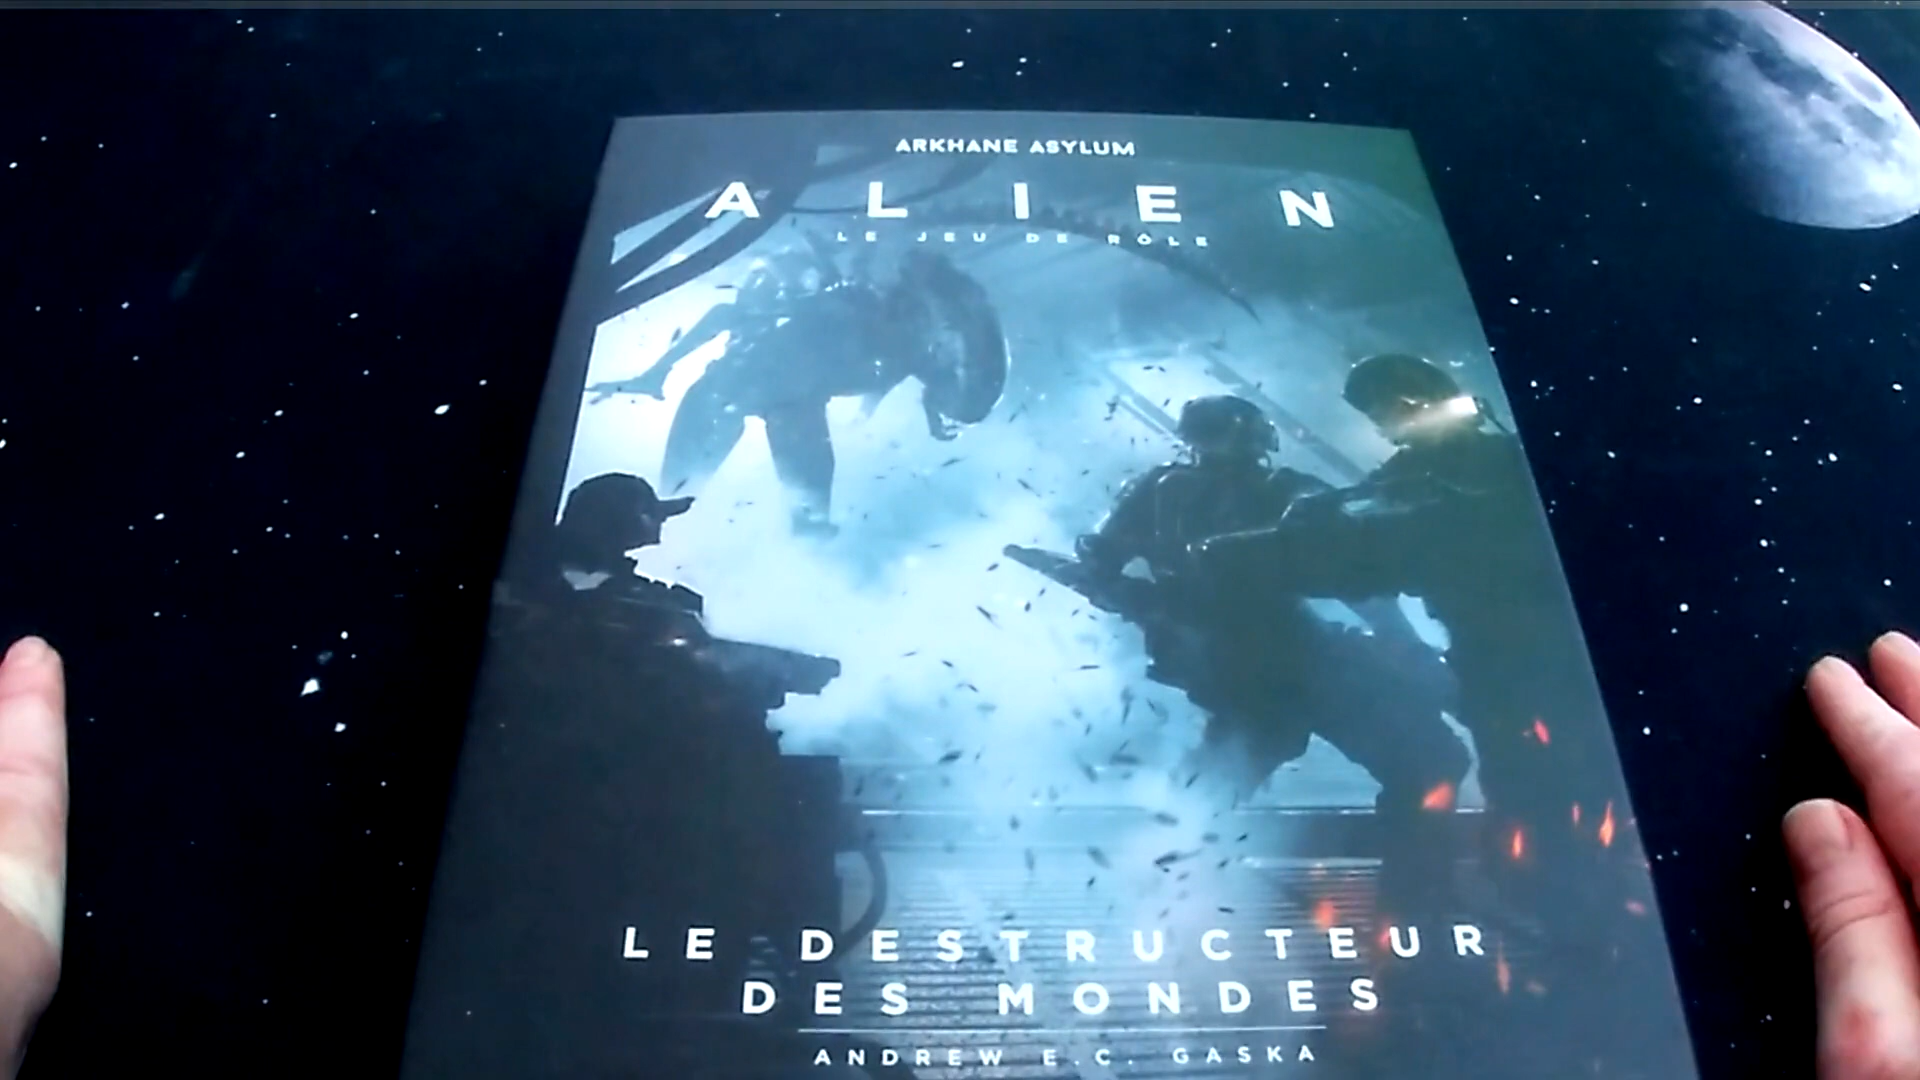 ARKHANE ASYLUM
ALIEN
LE JEU DE RÔLE
LE DESTRUCTEUR
DES MONDES
ANDREW E.C. GASKA